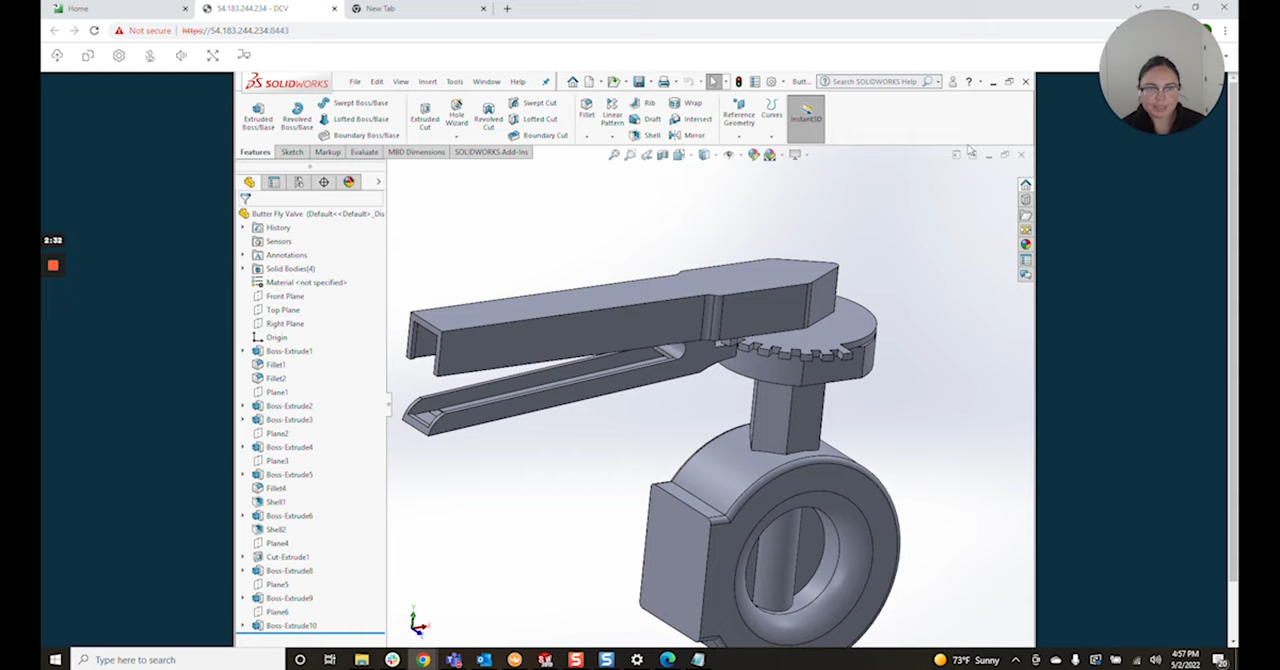 Home
54.183.244.234 - DCV
New Tab
Not secure | https://54.183.244.234:8443
SOLIDWORKS
File Edit View Insert Tools Window Help
Butt...
Search SOLIDWORKS Help
Extruded Boss/Base
Revolved Boss/Base
Swept Boss/Base
Lofted Boss/Base
Boundary Boss/Base
Extruded Cut
Hole Wizard
Revolved Cut
Swept Cut
Lofted Cut
Boundary Cut
Fillet
Linear Pattern
Rib
Draft
Shell
Wrap
Intersect
Mirror
Reference Geometry
Curves
Instant3D
Features Sketch Markup Evaluate MBD Dimensions SOLIDWORKS Add-Ins
2:32
Butter Fly Valve (Default<<Default>_Dis
History
Sensors
Annotations
Solid Bodies(4)
Material <not specified>
Front Plane
Top Plane
Right Plane
Origin
Boss-Extrude1
Fillet1
Fillet2
Plane1
Boss-Extrude2
Boss-Extrude3
Plane2
Boss-Extrude4
Plane3
Boss-Extrude5
Fillet4
Shell1
Boss-Extrude6
Shell2
Plane4
Cut-Extrude1
Boss-Extrude8
Plane5
Boss-Extrude9
Plane6
Boss-Extrude10
Type here to search
73°F Sunny
4:57 PM
5/2/2022